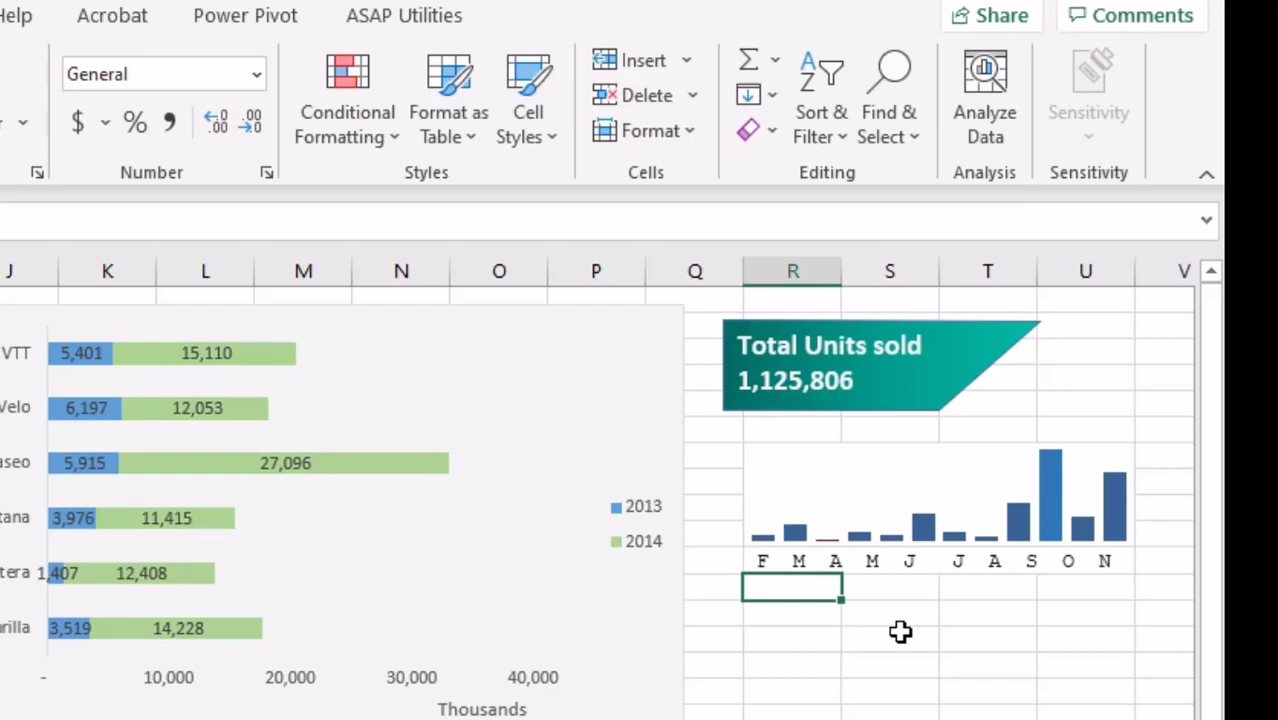 Help Acrobat Power Pivot ASAP Utilities Share Comments
General
$ % , ←0 .00 .00 →0
Conditional Formatting
Format as Table
Cell Styles
Insert
Delete
Format
Σ
A
Z
Sort & Filter
Find & Select
Analyze Data
Sensitivity
Number Styles Cells Editing Analysis Sensitivity
J K L M N O P Q R S T U V
VTT 5,401 15,110
Velo 6,197 12,053
aseo 5,915 27,096
tana 3,976 11,415
tera 1,407 12,408
rilla 3,519 14,228
2013
2014
- 10,000 20,000 30,000 40,000
Thousands
Total Units sold
1,125,806
F M A M J J A S O N